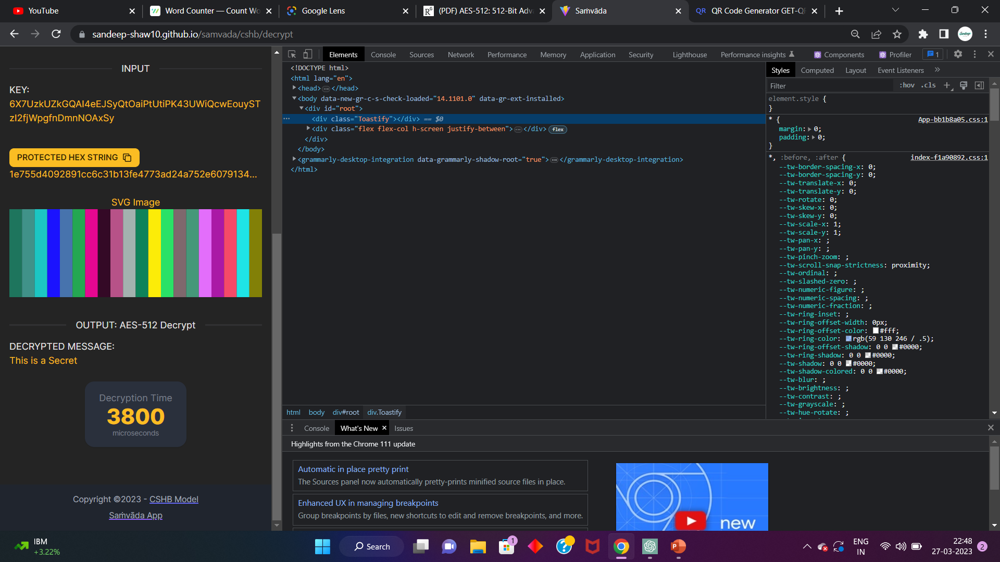 YouTube
Word Counter — Count Wo
Google Lens
(PDF) AES-512: 512-Bit Adva
Saṁvāda
QR Code Generator GET-QR
sandeep-shaw10.github.io/samvada/cshb/decrypt
INPUT
KEY:
6X7UzkUZkGQAI4eEJSyQtOaiPtUtiPK43UWiQcwEouyST
zI2fjWpgfnDmnNOAxSy
PROTECTED HEX STRING
1e755d4092891cc6c31b13fe4773ad24a752e6079134...
SVG Image
OUTPUT: AES-512 Decrypt
DECRYPTED MESSAGE:
This is a Secret
Decryption Time
3800
microseconds
Copyright ©2023 - CSHB Model
Saṁvāda App
Elements Console Sources Network Performance Memory Application Security Lighthouse Performance insights Components Profiler 1
<!DOCTYPE html>
<html lang="en">
<head> … </head>
<body data-new-gr-c-s-check-loaded="14.1101.0" data-gr-ext-installed>
<div id="root">
<div class="Toastify"></div> == $0
<div class="flex flex-col h-screen justify-between"> … </div> flex
</div>
</body>
<grammarly-desktop-integration data-grammarly-shadow-root="true"> … </grammarly-desktop-integration>
</html>
html body div#root div.Toastify
Styles Computed Layout Event Listeners »
Filter :hov .cls +
element.style {
}
* { App-bb1b8a05.css:1
margin: 0;
padding: 0;
}
*, :before, :after { index-f1a90892.css:1
--tw-border-spacing-x: 0;
--tw-border-spacing-y: 0;
--tw-translate-x: 0;
--tw-translate-y: 0;
--tw-rotate: 0;
--tw-skew-x: 0;
--tw-skew-y: 0;
--tw-scale-x: 1;
--tw-scale-y: 1;
--tw-pan-x: ;
--tw-pan-y: ;
--tw-pinch-zoom: ;
--tw-scroll-snap-strictness: proximity;
--tw-ordinal: ;
--tw-slashed-zero: ;
--tw-numeric-figure: ;
--tw-numeric-spacing: ;
--tw-numeric-fraction: ;
--tw-ring-inset: ;
--tw-ring-offset-width: 0px;
--tw-ring-offset-color: #fff;
--tw-ring-color: rgb(59 130 246 / .5);
--tw-ring-offset-shadow: 0 0 #0000;
--tw-ring-shadow: 0 0 #0000;
--tw-shadow: 0 0 #0000;
--tw-shadow-colored: 0 0 #0000;
--tw-blur: ;
--tw-brightness: ;
--tw-contrast: ;
--tw-grayscale: ;
--tw-hue-rotate: ;
Console What's New Issues
Highlights from the Chrome 111 update
Automatic in place pretty print
The Sources panel now automatically pretty-prints minified source files in place.
Enhanced UX in managing breakpoints
Group breakpoints by files, new shortcuts to edit and remove breakpoints, and more.
new
IBM
+3.22%
Search
1
ENG
IN
22:48
27-03-2023
2